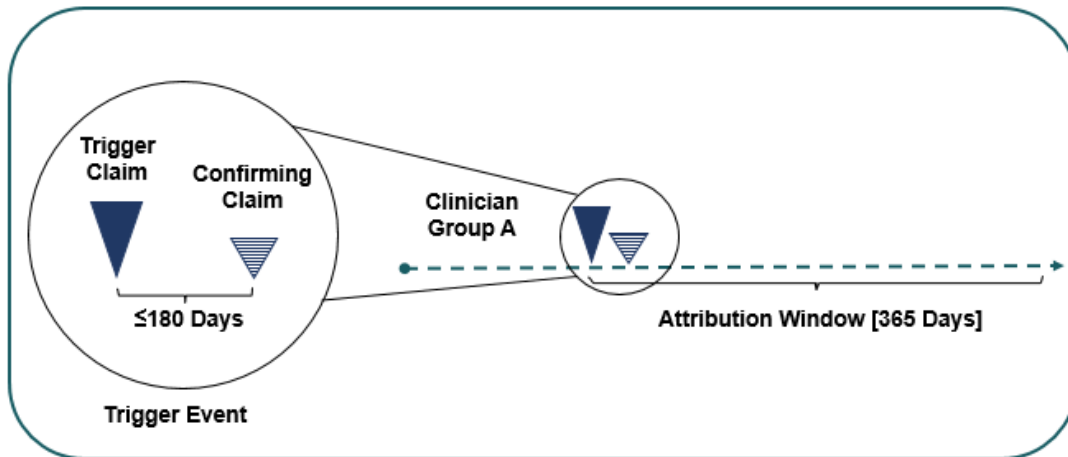 Trigger
Claim
Confirming
Claim
≤180 Days
Trigger Event
Clinician
Group A
Attribution Window [365 Days]